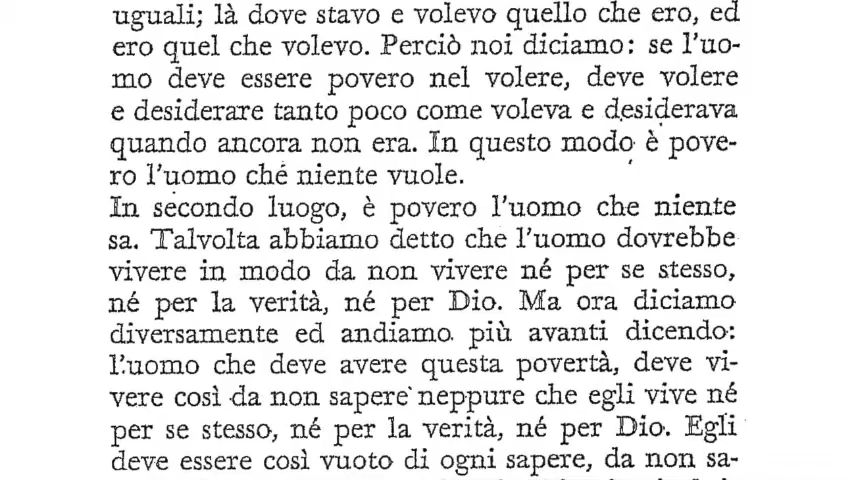 uguali; là dove stavo e volevo quello che ero, ed
ero quel che volevo. Perciò noi diciamo: se l'uo-
mo deve essere povero nel volere, deve volere
e desiderare tanto poco come voleva e desiderava
quando ancora non era. In questo modo è pove-
ro l'uomo ché niente vuole.
In secondo luogo, è povero l'uomo che niente
sa. Talvolta abbiamo detto che l'uomo dovrebbe
vivere in modo da non vivere né per se stesso,
né per la verità, né per Dio. Ma ora diciamo
diversamente ed andiamo più avanti dicendo:
l'uomo che deve avere questa povertà, deve vi-
vere così da non sapere neppure che egli vive né
per se stesso, né per la verità, né per Dio. Egli
deve essere così vuoto di ogni sapere, da non sa-